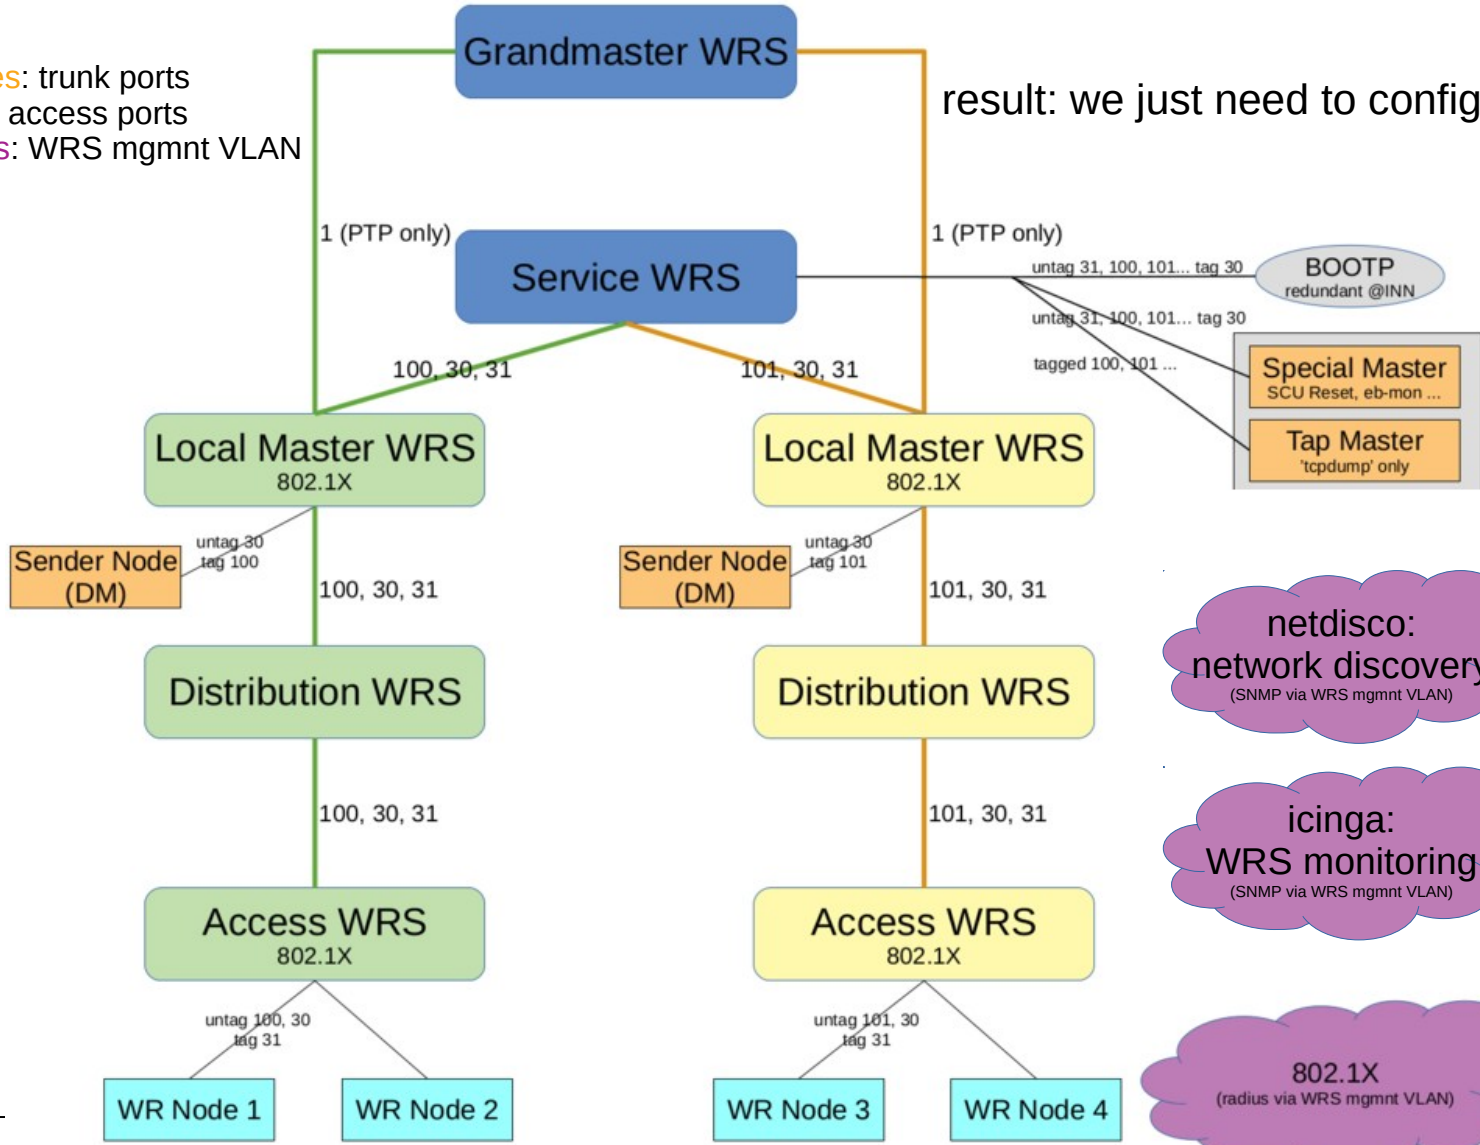 Grandmaster WRS
es: trunk ports
access ports
s: WRS mgmnt VLAN
result: we just need to config
1 (PTP only)
1 (PTP only)
Service WRS
untag 31, 100, 101... tag 30
BOOTP
redundant @INN
untag 31, 100, 101... tag 30
tagged 100, 101 ...
Special Master
SCU Reset, eb-mon ...
100, 30, 31
101, 30, 31
Tap Master
'tcpdump' only
Local Master WRS
802.1X
Local Master WRS
802.1X
untag 30
tag 100
Sender Node
(DM)
100, 30, 31
untag 30
tag 101
Sender Node
(DM)
101, 30, 31
netdisco:
network discovery
(SNMP via WRS mgmnt VLAN)
Distribution WRS
Distribution WRS
100, 30, 31
101, 30, 31
icinga:
WRS monitoring
(SNMP via WRS mgmnt VLAN)
Access WRS
802.1X
Access WRS
802.1X
untag 100, 30
tag 31
untag 101, 30
tag 31
802.1X
(radius via WRS mgmnt VLAN)
WR Node 1
WR Node 2
WR Node 3
WR Node 4